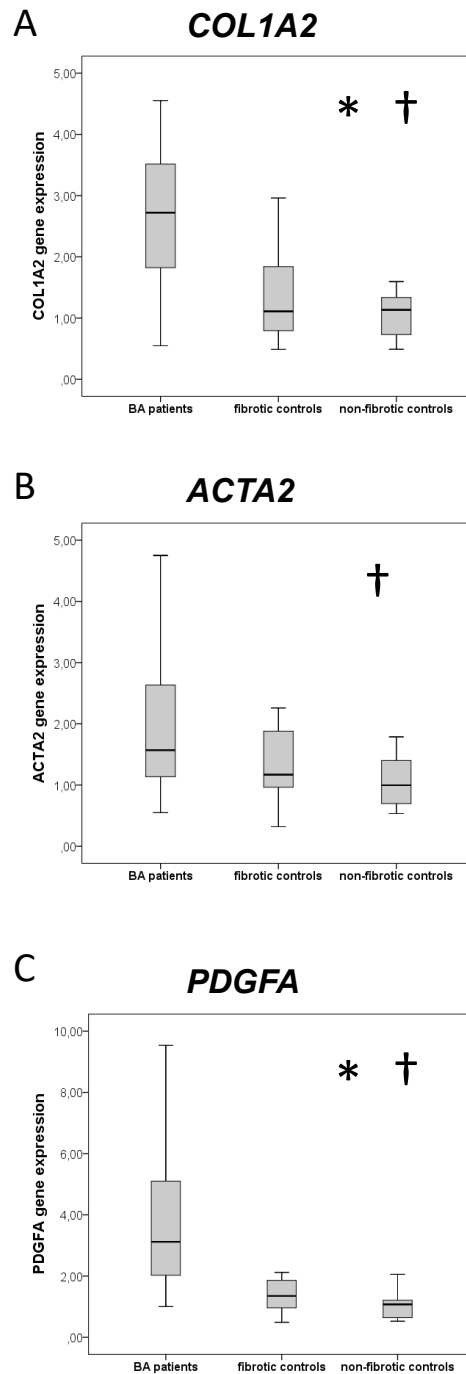 A COL1A2
* †
5,00
4,00
3,00
2,00
1,00
,00
COL1A2 gene expression
BA patients fibrotic controls non-fibrotic controls
B ACTA2
†
5,00
4,00
3,00
2,00
1,00
,00
ACTA2 gene expression
BA patients fibrotic controls non-fibrotic controls
C PDGFA
* †
10,00
8,00
6,00
4,00
2,00
,00
PDGFA gene expression
BA patients fibrotic controls non-fibrotic controls